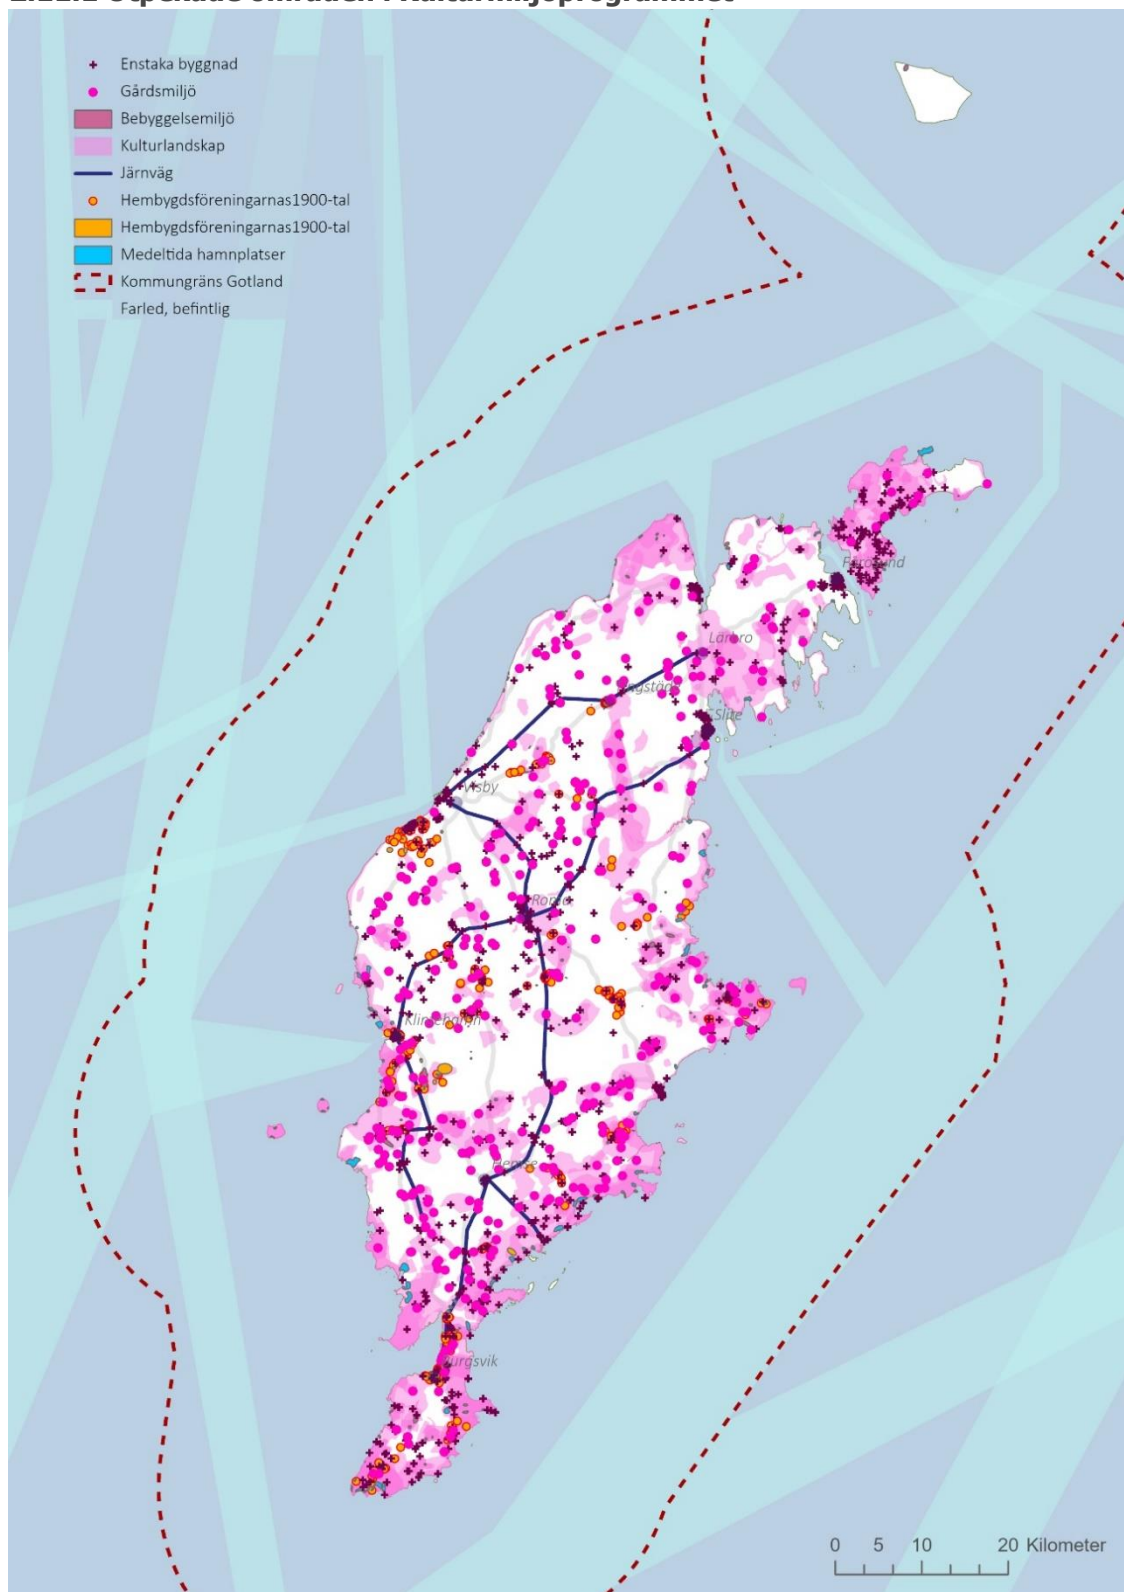 Enstaka byggnad
Gårdsmiljö
Bebyggelsemiljö
Kulturlandskap
Järnväg
Hembygdsföreningarnas1900-tal
Hembygdsföreningarnas1900-tal
Medeltida hamnplatser
Kommungräns Gotland
Farled, befintlig
Fårösund
Lärbro
Slite
Visby
Roma
Klintehamn
Hemse
0 5 10 20 Kilometer